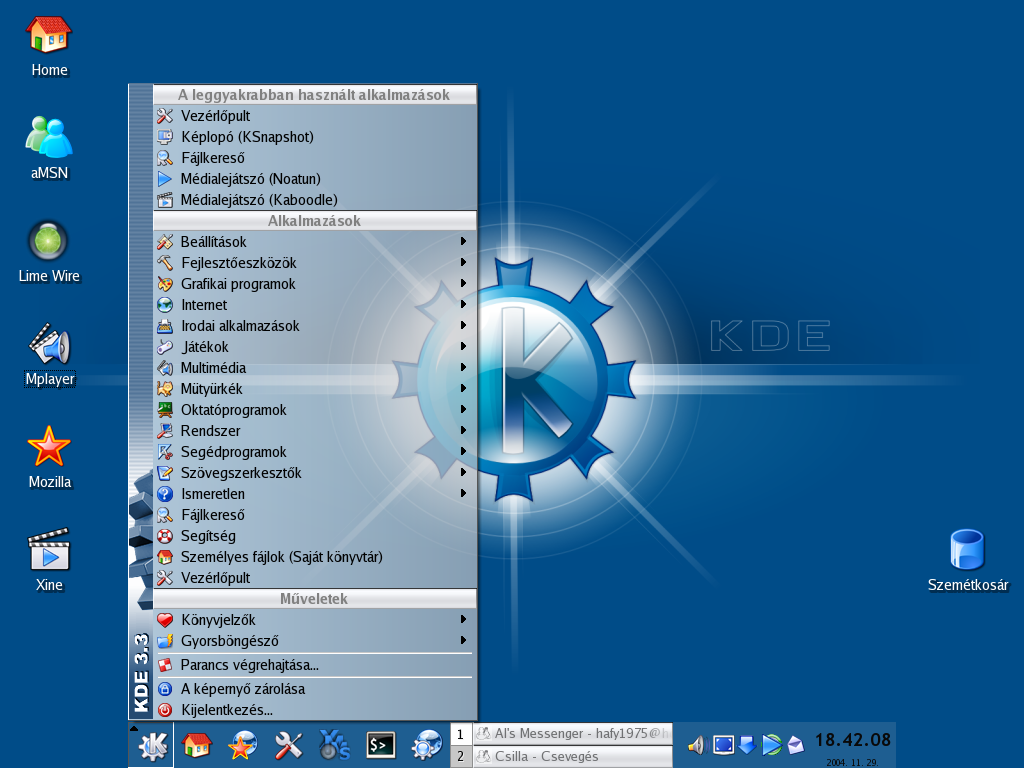 Home
aMSN
Lime Wire
Mplayer
Mozilla
Xine
A leggyakrabban használt alkalmazások
Vezérlőpult
Képlopó (KSnapshot)
Fájlkereső
Médialejátszó (Noatun)
Médialejátszó (Kaboodle)
Alkalmazások
Beállítások
Fejlesztőeszközök
Grafikai programok
Internet
Irodai alkalmazások
Játékok
Multimédia
Mütyürkék
Oktatóprogramok
Rendszer
Segédprogramok
Szövegszerkesztők
Ismeretlen
Fájlkereső
Segítség
Személyes fájlok (Saját könyvtár)
Vezérlőpult
Műveletek
Könyvjelzők
Gyorsböngésző
Parancs végrehajtása...
A képernyő zárolása
Kijelentkezés...
KDE 3.3
K
KDE
Szemétkosár
1
2
Al's Messenger - hafy1975@h
Csilla - Csevegés
18.42.08
2004. 11. 29.